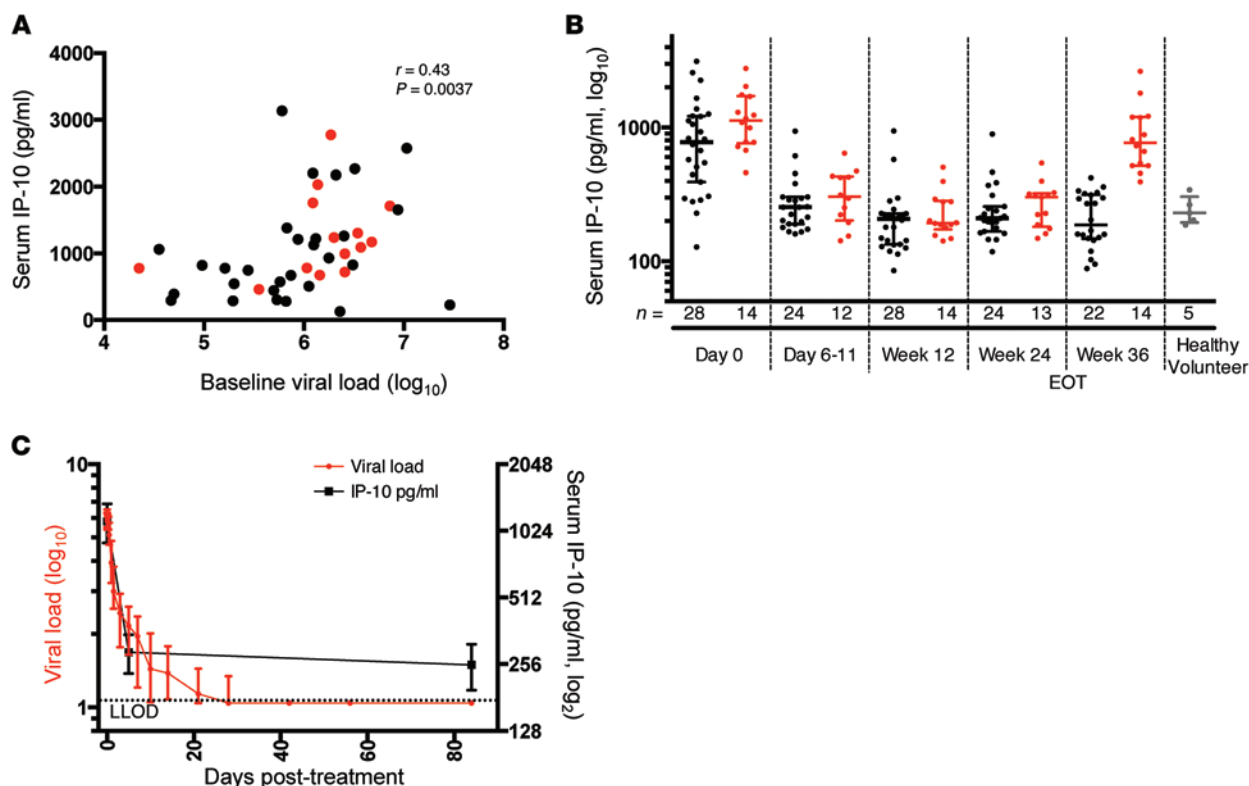 A
4000
3000
2000
1000
0
Serum IP-10 (pg/ml)
r = 0.43
P = 0.0037
4 5 6 7 8
Baseline viral load (log10)
B
Serum IP-10 (pg/ml, log10)
1000
100
n = 28 14 24 12 28 14 24 13 22 14 5
Day 0 Day 6-11 Week 12 Week 24 Week 36 Healthy
Volunteer
EOT
C
Viral load (log10)
10
1
Viral load
IP-10 pg/ml
LLOD
2048
1024
512
256
128
Serum IP-10 (pg/ml, log2)
0 20 40 60 80
Days post-treatment